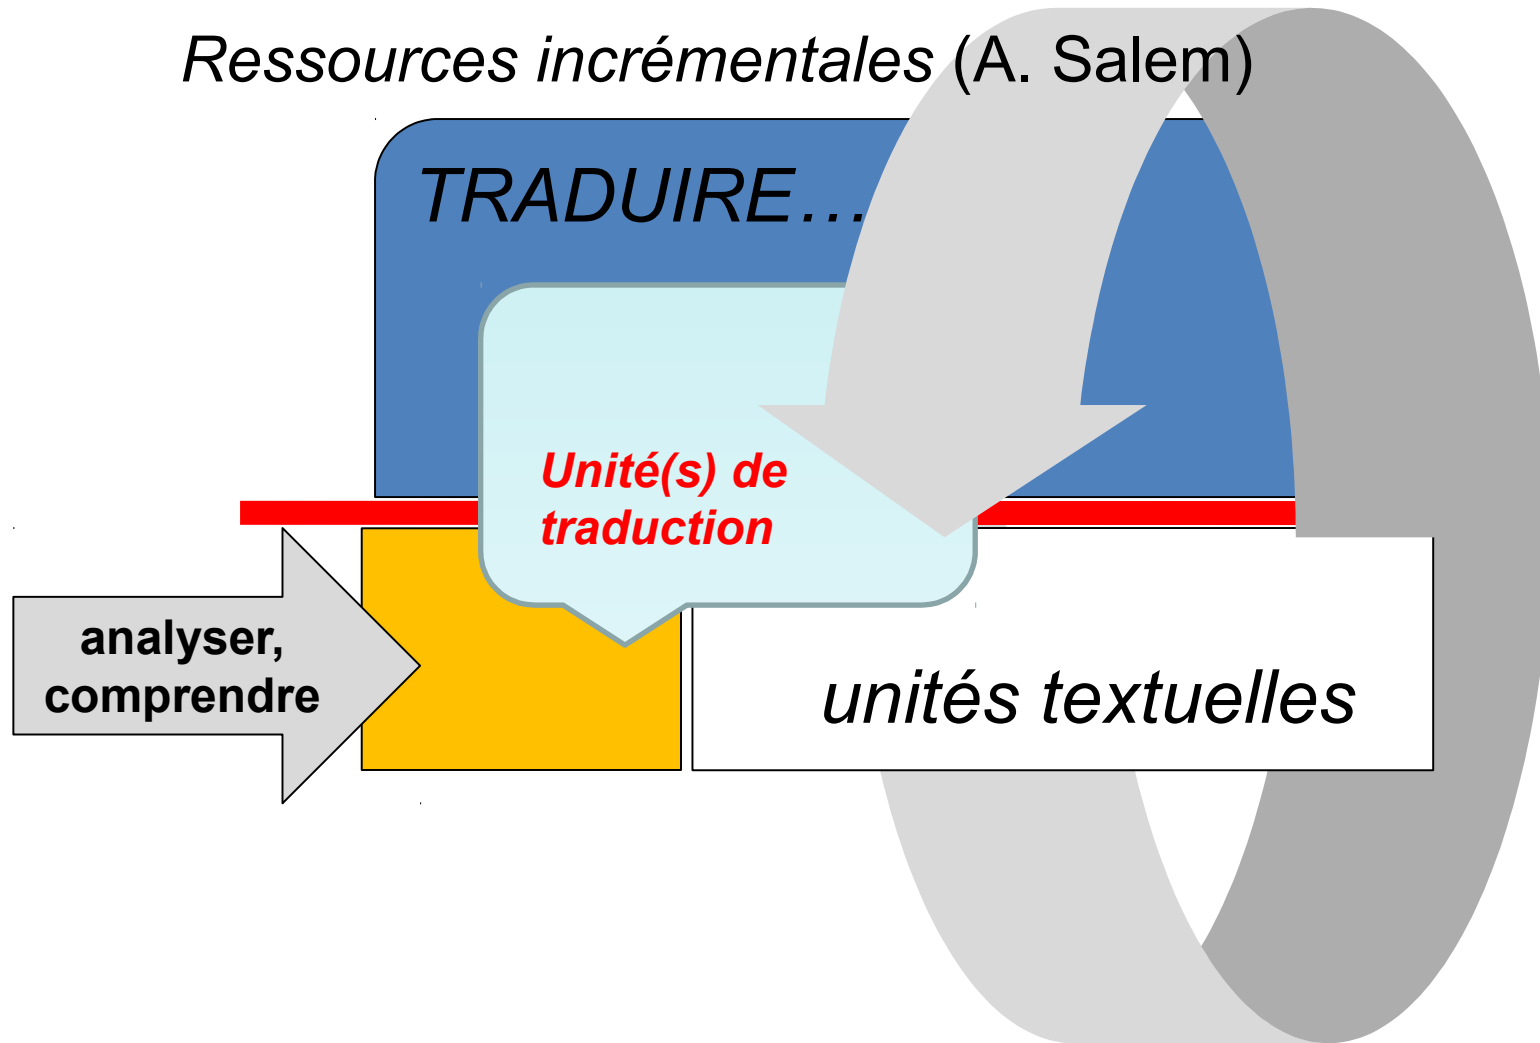 Ressources incrémentales (A. Salem)
TRADUIRE…
Unité(s) de
traduction
analyser,
comprendre
unités textuelles